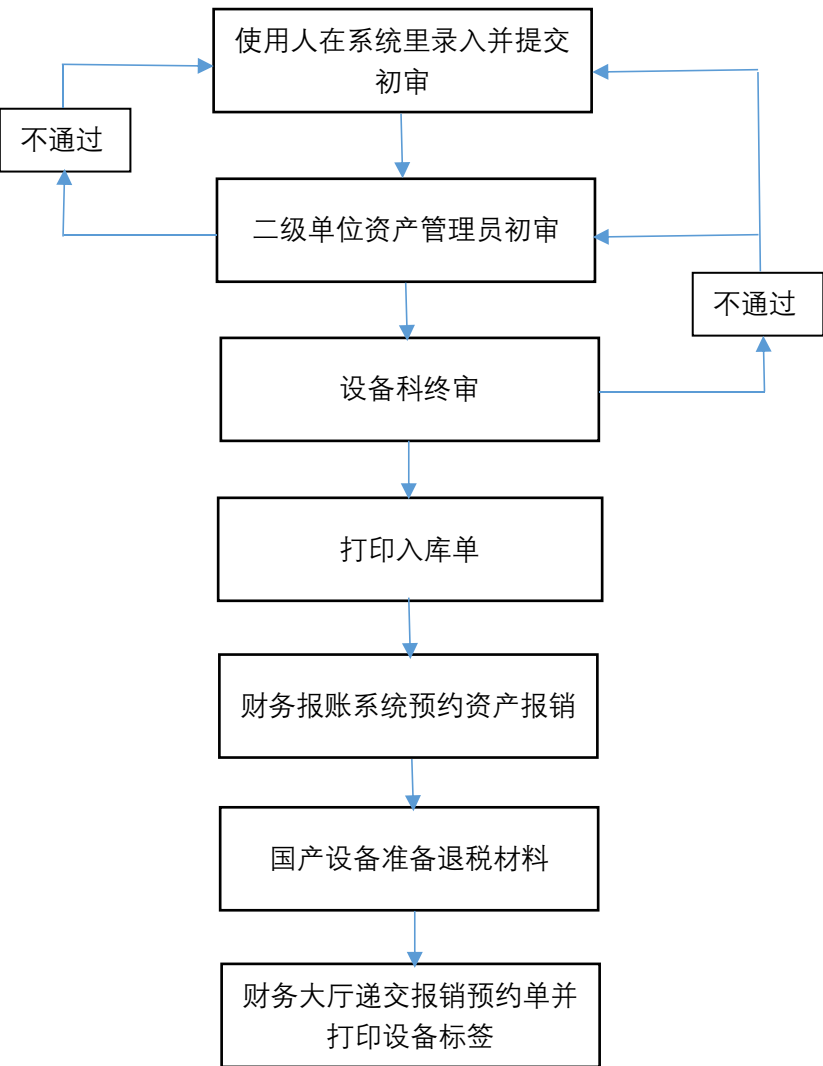 使用人在系统里录入并提交
初审
不通过
二级单位资产管理员初审
不通过
设备科终审
打印入库单
财务报账系统预约资产报销
国产设备准备退税材料
财务大厅递交报销预约单并
打印设备标签